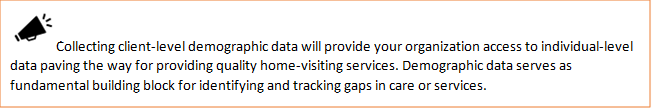 Collecting client-level demographic data will provide your organization access to individual-level
data paving the way for providing quality home-visiting services. Demographic data serves as
fundamental building block for identifying and tracking gaps in care or services.